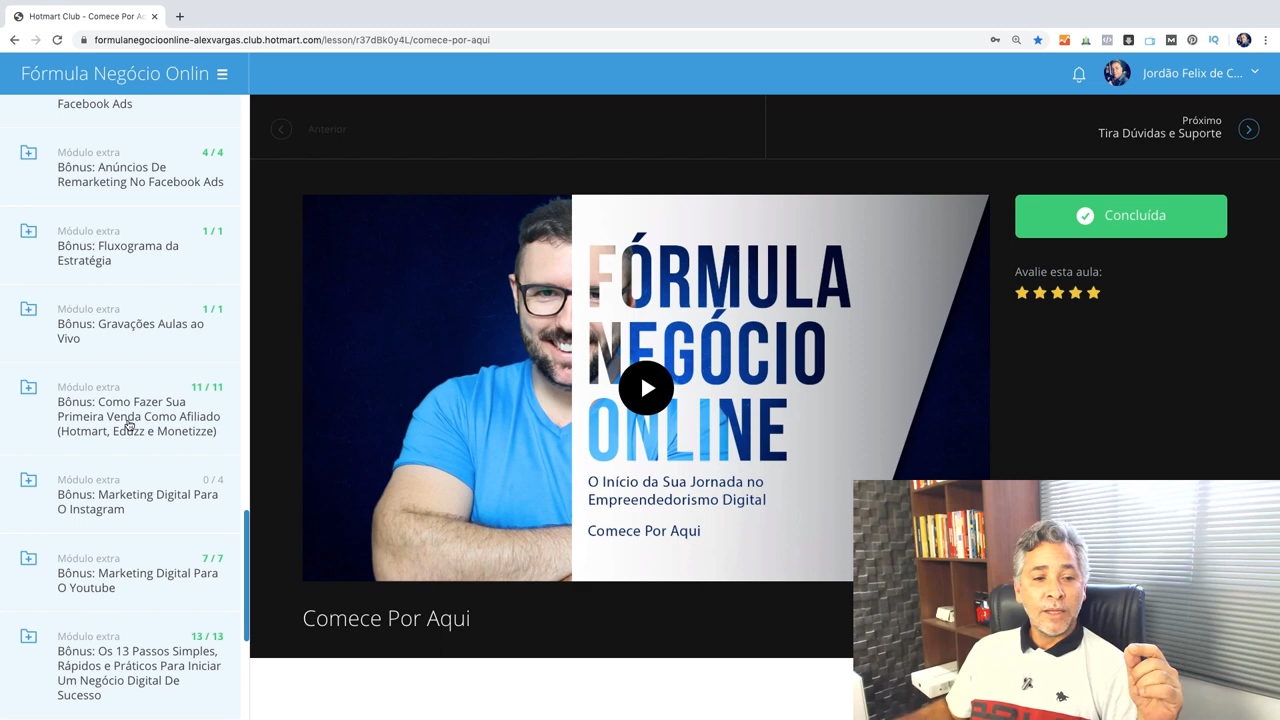 Hotmart Club - Comece Por A
formulanegocioonline-alexvargas.club.hotmart.com/lesson/r37dBk0y4L/comece-por-aqui
Fórmula Negócio Onlin
Jordão Felix de C...
Facebook Ads
Módulo extra 4 / 4
Bônus: Anúncios De
Remarketing No Facebook Ads
Módulo extra 1 / 1
Bônus: Fluxograma da
Estratégia
Módulo extra 1 / 1
Bônus: Gravações Aulas ao
Vivo
Módulo extra 11 / 11
Bônus: Como Fazer Sua
Primeira Venda Como Afiliado
(Hotmart, Eduzz e Monetizze)
Módulo extra 0 / 4
Bônus: Marketing Digital Para
O Instagram
Módulo extra 7 / 7
Bônus: Marketing Digital Para
O Youtube
Módulo extra 13 / 13
Bônus: Os 13 Passos Simples,
Rápidos e Práticos Para Iniciar
Um Negócio Digital De
Sucesso
Anterior
Próximo
Tira Dúvidas e Suporte
FÓRMULA
NEGÓCIO
ONLINE
O Início da Sua Jornada no
Empreendedorismo Digital
Comece Por Aqui
Concluída
Avalie esta aula:
Comece Por Aqui